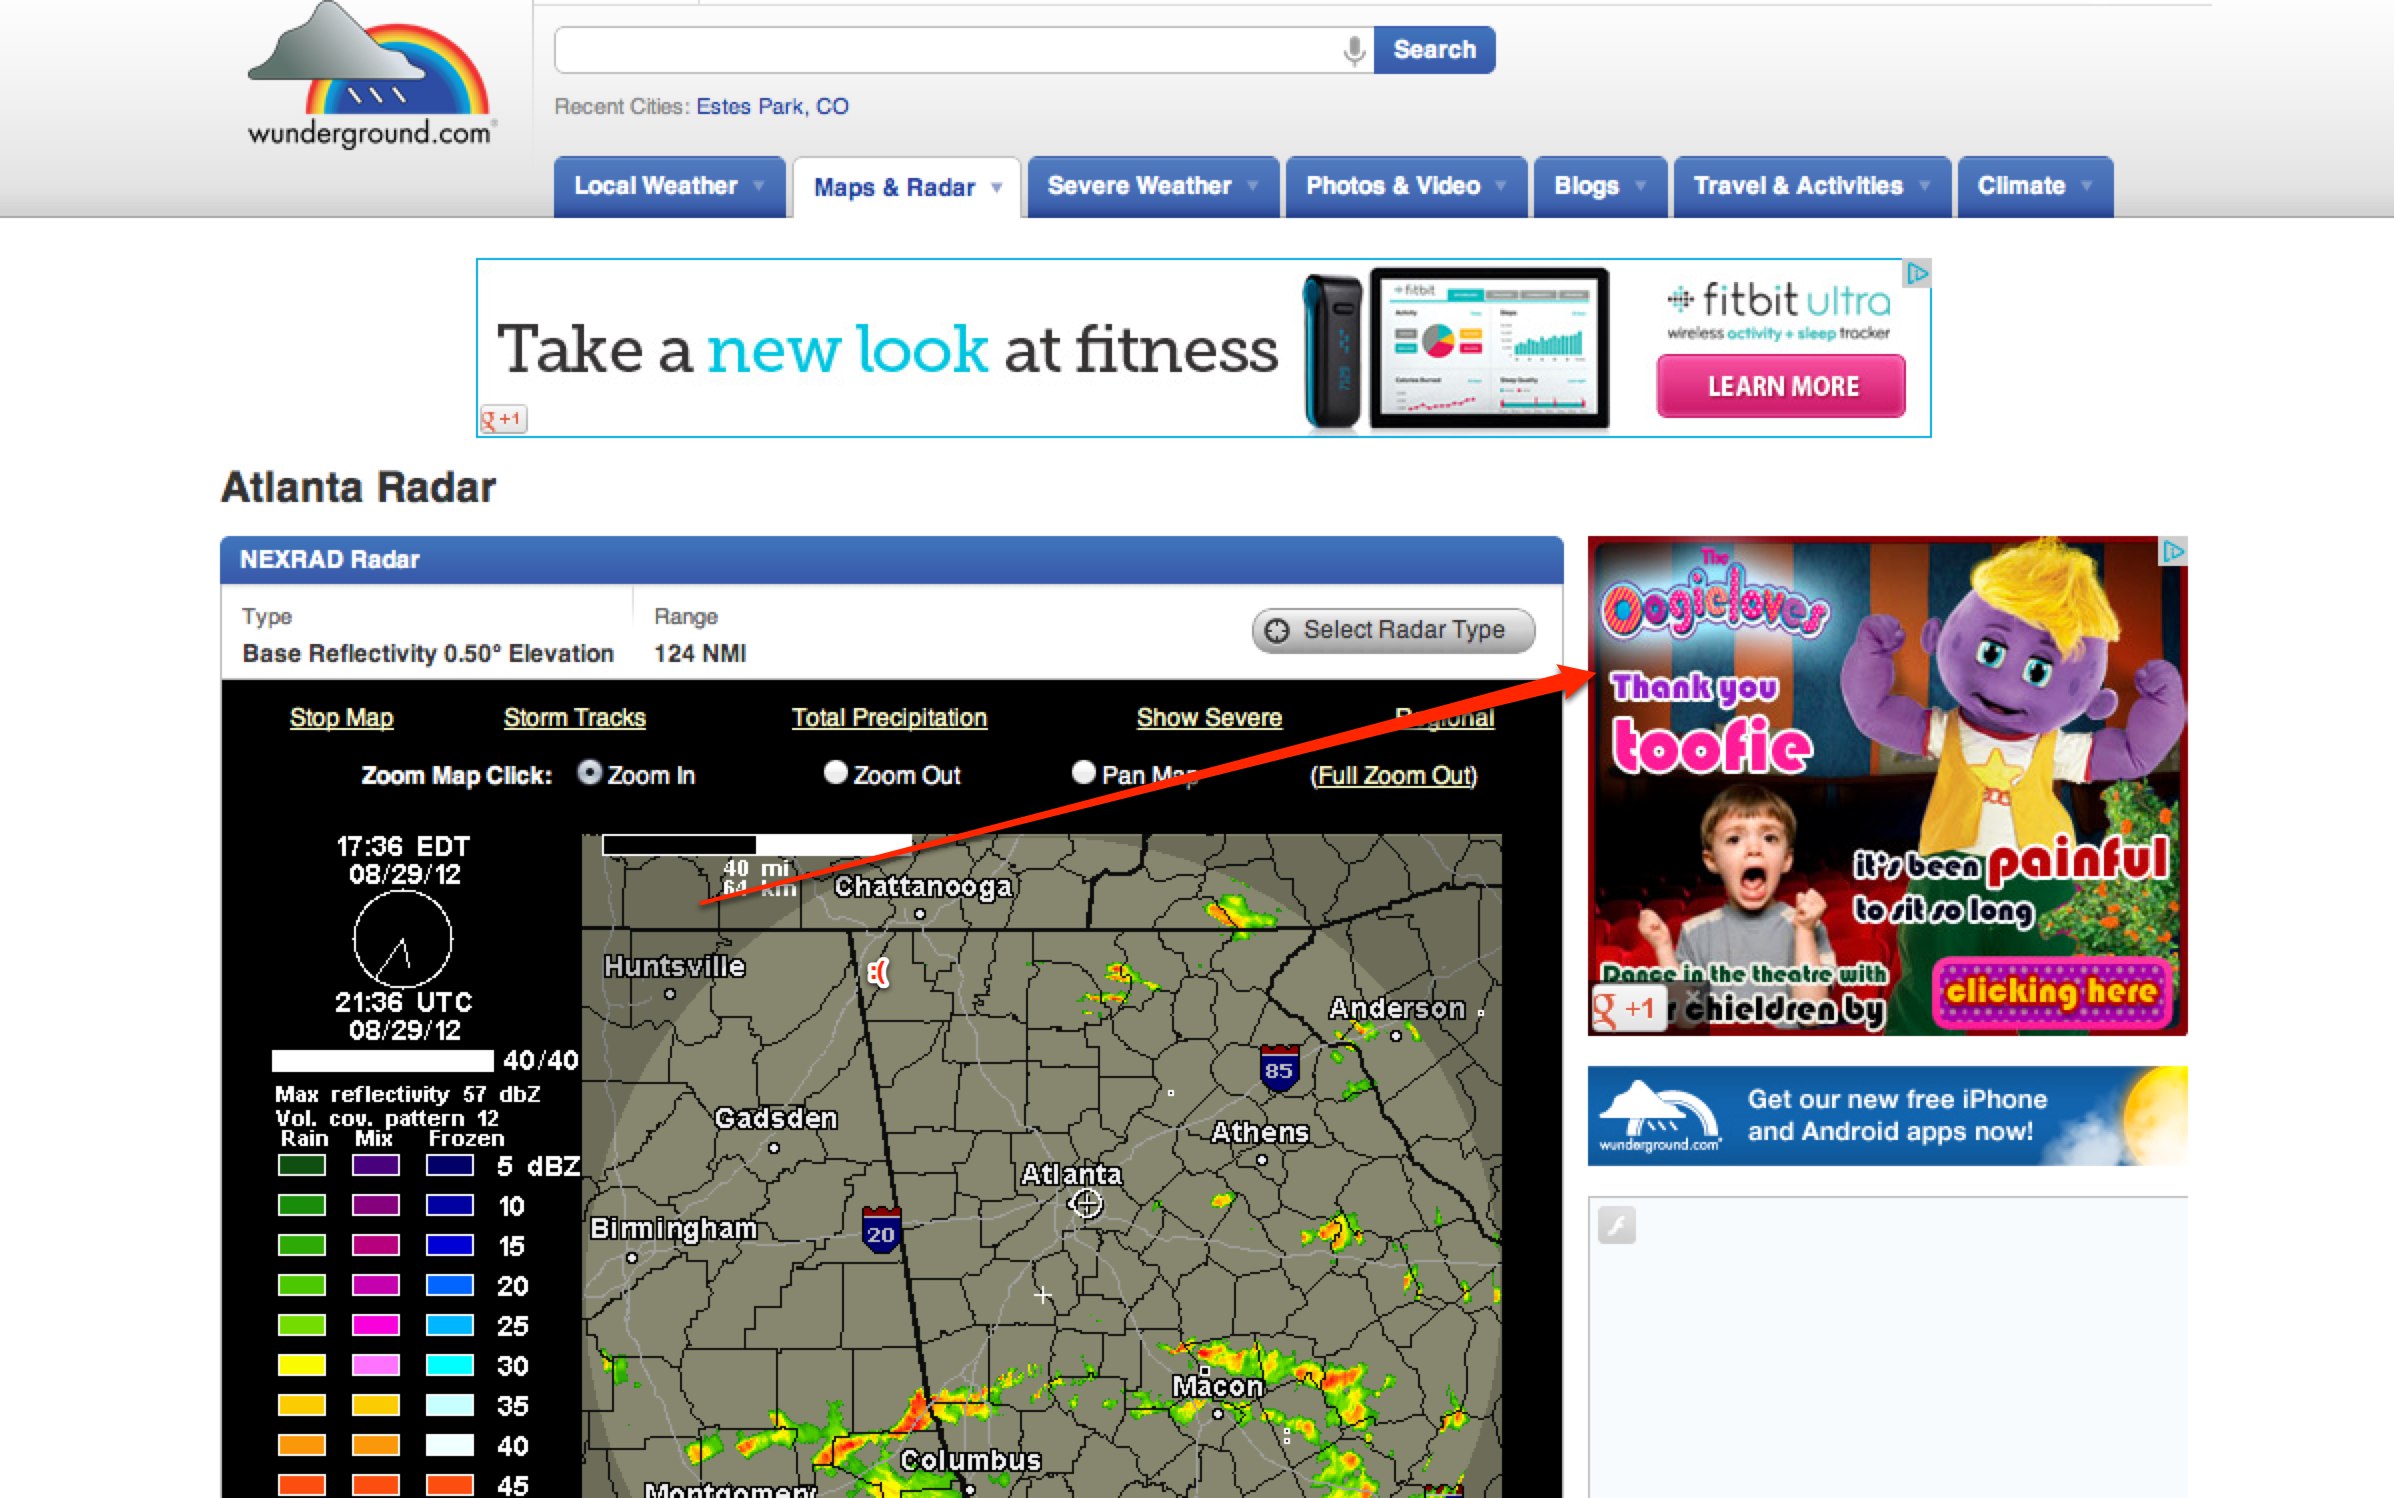 wunderground.com
Search
Recent Cities: Estes Park, CO
Local Weather
Maps & Radar
Severe Weather
Photos & Video
Blogs
Travel & Activities
Climate
Take a new look at fitness
fitbit
fitbit ultra
wireless activity + sleep tracker
LEARN MORE
g +1
Atlanta Radar
NEXRAD Radar
Type
Range
Base Reflectivity 0.50° Elevation
124 NMI
Select Radar Type
Stop Map
Storm Tracks
Total Precipitation
Show Severe
Regional
Zoom Map Click:
Zoom In
Zoom Out
Pan Map
(Full Zoom Out)
17:36 EDT
08/29/12
21:36 UTC
08/29/12
40/40
Max reflectivity 57 dbZ
Vol. cov. pattern 12
Rain Mix Frozen
5 dBZ
10
15
20
25
30
35
40
45
40 mi
64 km
Chattanooga
Huntsville
:(
Anderson
85
Gadsden
Athens
Atlanta
Birmingham
20
Macon
Columbus
Montgomery
The
Oogieloves
Thank you
toofie
it's been painful
to sit so long
Dance in the theatre with
r chieldren by
clicking here
g +1
wunderground.com
Get our new free iPhone
and Android apps now!